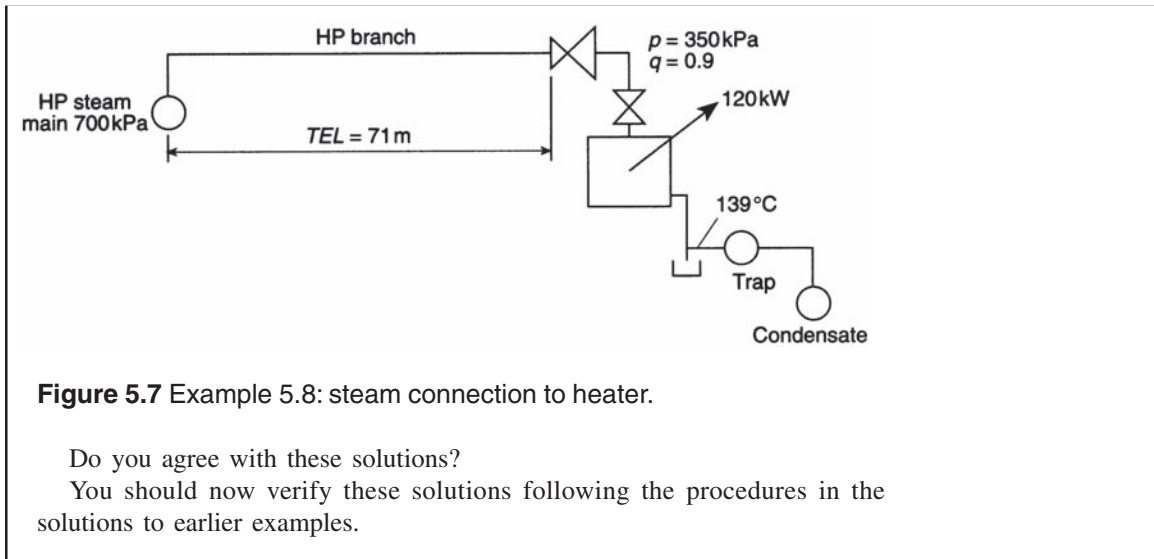 HP branch
p = 350 kPa
q = 0.9
HP steam
main 700 kPa
120 kW
TEL = 71 m
139 °C
Trap
Condensate
Figure 5.7 Example 5.8: steam connection to heater.
Do you agree with these solutions?
You should now verify these solutions following the procedures in the
solutions to earlier examples.